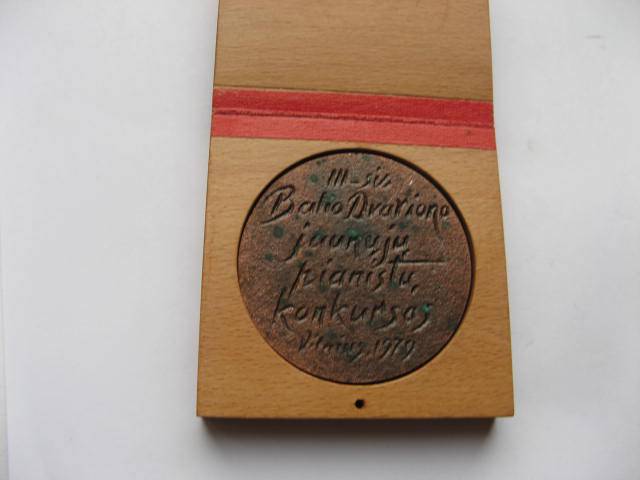 III-sis
Balio Dvariono
jaunųjų
pianistų
konkursas
Vilnius, 1979